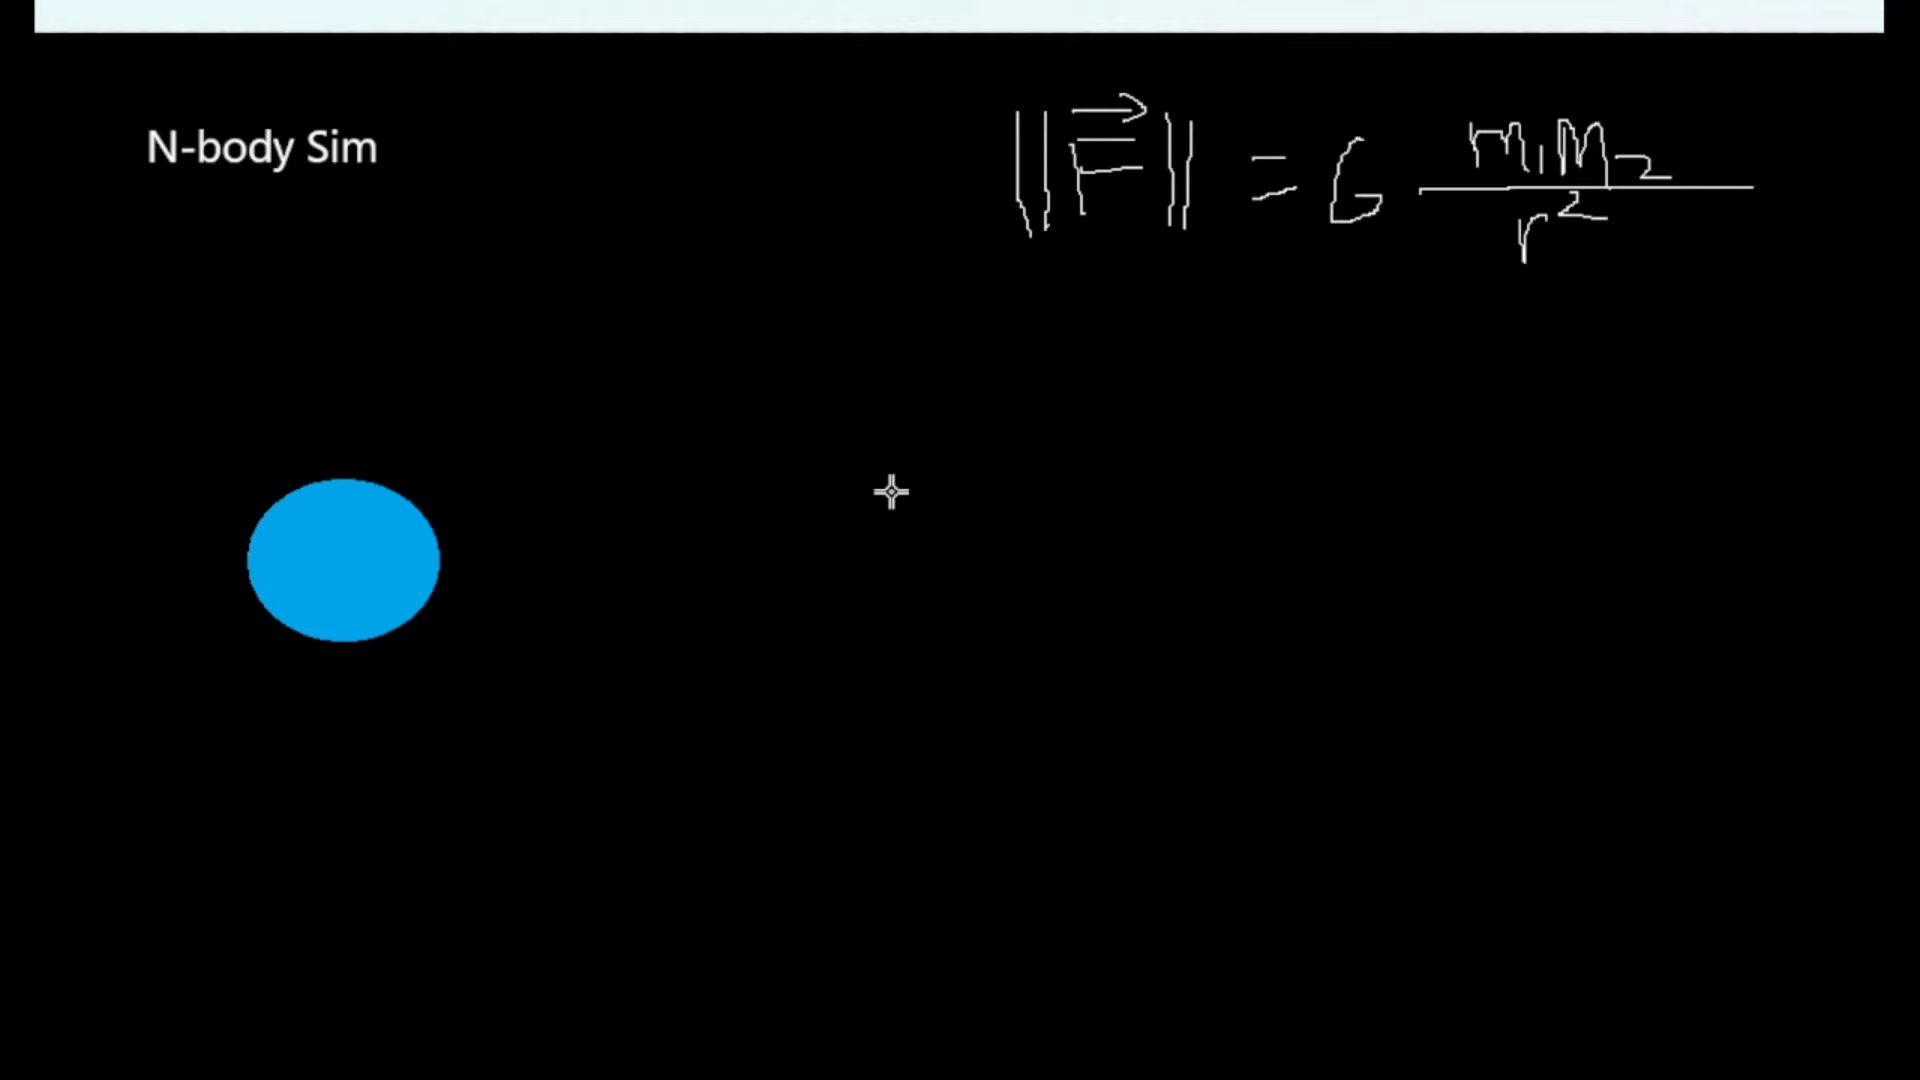 N-body Sim
||F⃗|| = G m₁m₂ / r²